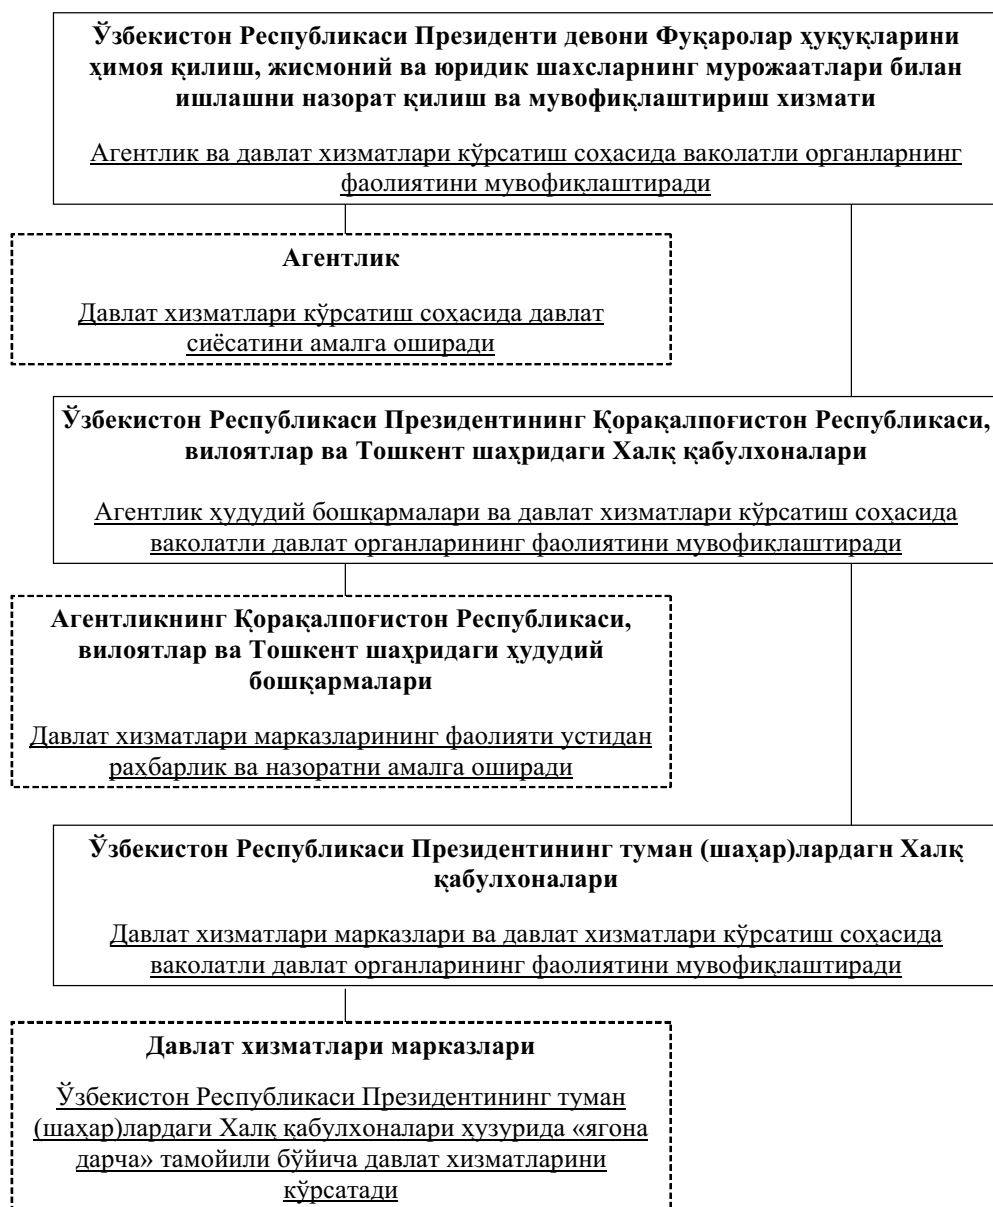 Ўзбекистон Республикаси Президенти девони Фуқаролар ҳуқуқларини
ҳимоя қилиш, жисмоний ва юридик шахсларнинг мурожаатлари билан
ишлашни назорат қилиш ва мувофиқлаштириш хизмати
Агентлик ва давлат хизматлари кўрсатиш соҳасида ваколатли органларнинг
фаолиятини мувофиқлаштиради
Агентлик
Давлат хизматлари кўрсатиш соҳасида давлат
сиёсатини амалга оширади
Ўзбекистон Республикаси Президентининг Қорақалпоғистон Республикаси,
вилоятлар ва Тошкент шаҳридаги Халқ қабулхоналари
Агентлик ҳудудий бошқармалари ва давлат хизматлари кўрсатиш соҳасида
ваколатли давлат органларининг фаолиятини мувофиқлаштиради
Агентликнинг Қорақалпоғистон Республикаси,
вилоятлар ва Тошкент шаҳридаги ҳудудий
бошқармалари
Давлат хизматлари марказларининг фаолияти устидан
раҳбарлик ва назоратни амалга оширади
Ўзбекистон Республикаси Президентининг туман (шаҳар)лардагн Халқ
қабулхоналари
Давлат хизматлари марказлари ва давлат хизматлари кўрсатиш соҳасида
ваколатли давлат органларининг фаолиятини мувофиқлаштиради
Давлат хизматлари марказлари
Ўзбекистон Республикаси Президентининг туман
(шаҳар)лардаги Халқ қабулхоналари ҳузурида «ягона
дарча» тамойили бўйича давлат хизматларини
кўрсатади